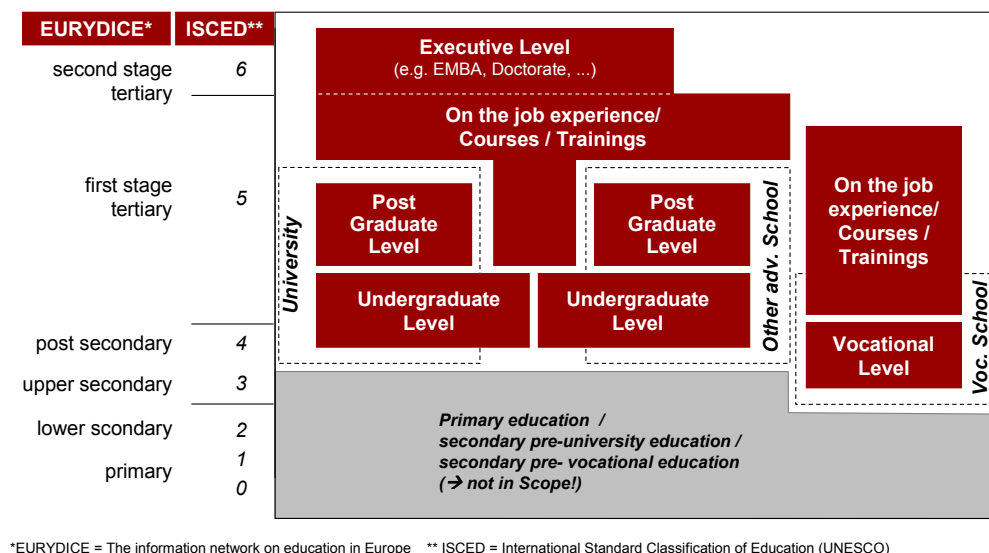 EURYDICE*
ISCED**
second stage
tertiary
6
first stage
tertiary
5
post secondary
4
upper secondary
3
lower scondary
2
primary
1
0
Executive Level
(e.g. EMBA, Doctorate, ...)
On the job experience/
Courses / Trainings
University
Post
Graduate
Level
Undergraduate
Level
Post
Graduate
Level
Undergraduate
Level
Other adv. School
On the job
experience/
Courses /
Trainings
Vocational
Level
Voc. School
Primary education /
secondary pre-university education /
secondary pre- vocational education
(→ not in Scope!)
*EURYDICE = The information network on education in Europe ** ISCED = International Standard Classification of Education (UNESCO)